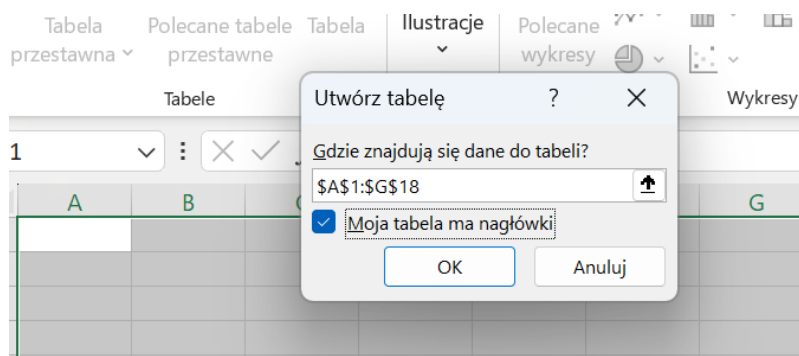 Tabela przestawna
Polecane tabele przestawne
Tabela
Ilustracje
Polecane wykresy
Tabele
Wykresy
Utwórz tabelę
?
Gdzie znajdują się dane do tabeli?
$A$1:$G$18
Moja tabela ma nagłówki
OK
Anuluj
1
A
B
G